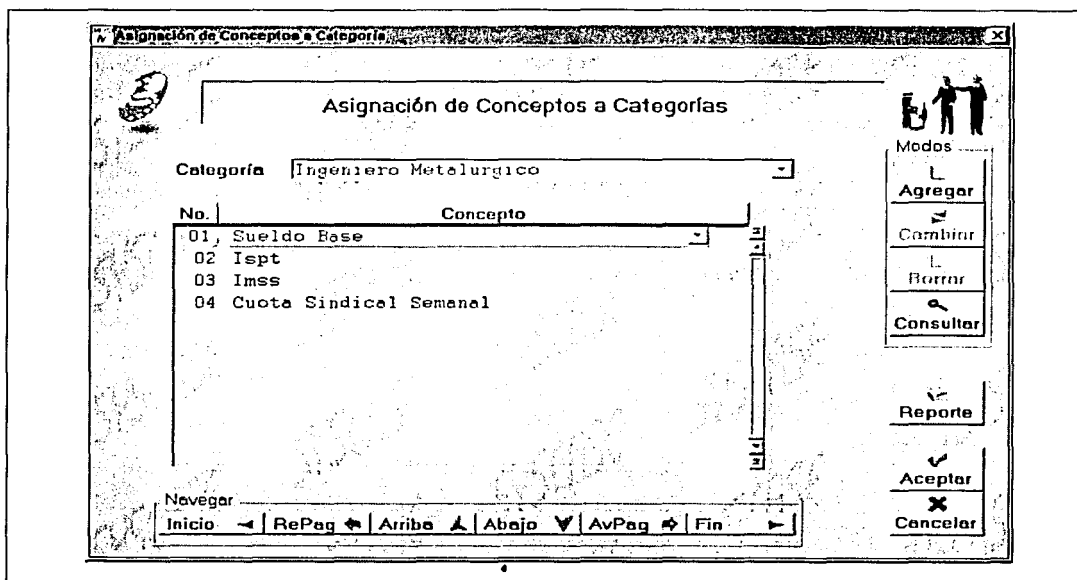 Asignación de Conceptos a Categoría
Asignación de Conceptos a Categorías
Modos
Categoría Ingeniero Metalurgico
Agregar
No. Concepto
01 Sueldo Base
Cambiar
02 Ispt
03 Imss
Borrar
04 Cuota Sindical Semanal
Consultar
Reporte
Aceptar
Navegar
Inicio RePag Arriba Abajo AvPag Fin
Cancelar